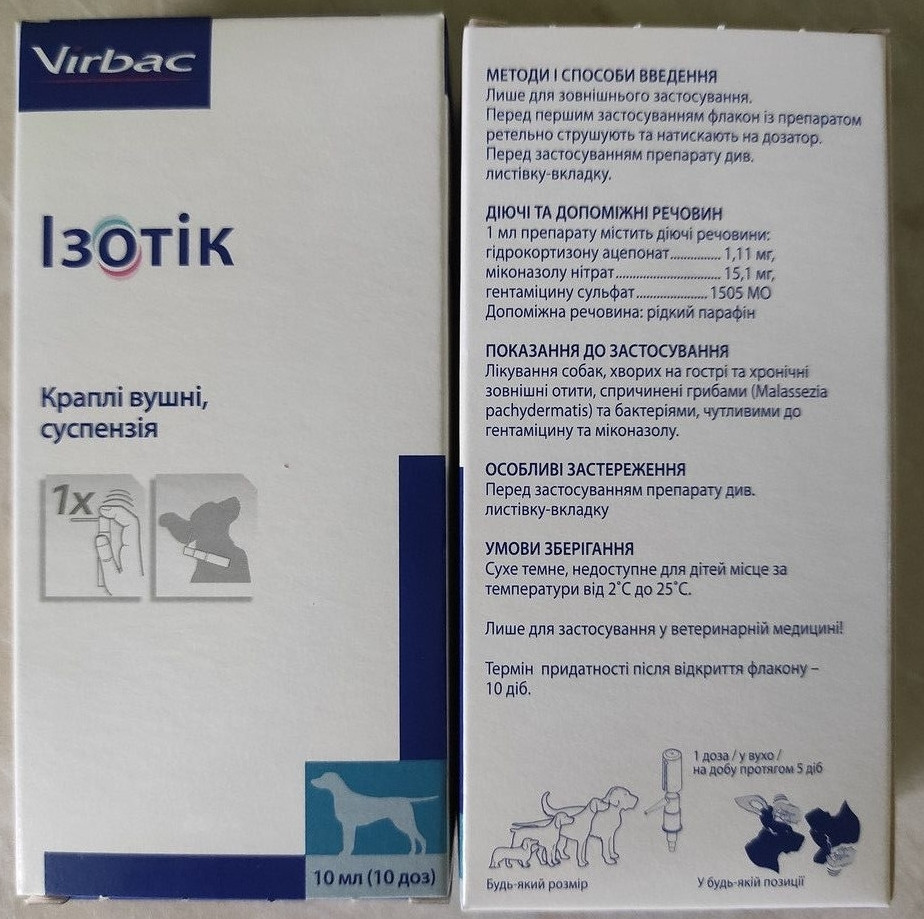 Virbac
Ізотік
Краплі вушні,
суспензія
1x
10 мл (10 доз)
МЕТОДИ І СПОСОБИ ВВЕДЕННЯ
Лише для зовнішнього застосування.
Перед першим застосуванням флакон із препаратом
ретельно струшують та натискають на дозатор.
Перед застосуванням препарату див.
листівку-вкладку.
ДІЮЧІ ТА ДОПОМІЖНІ РЕЧОВИН
1 мл препарату містить діючі речовини:
гідрокортизону ацепонат............... 1,11 мг,
міконазолу нітрат............................... 15,1 мг,
гентаміцину сульфат..................... 1505 МО
Допоміжна речовина: рідкий парафін
ПОКАЗАННЯ ДО ЗАСТОСУВАННЯ
Лікування собак, хворих на гострі та хронічні
зовнішні отити, спричинені грибами (Malassezia
pachydermatis) та бактеріями, чутливими до
гентаміцину та міконазолу.
ОСОБЛИВІ ЗАСТЕРЕЖЕННЯ
Перед застосуванням препарату див.
листівку-вкладку
УМОВИ ЗБЕРІГАННЯ
Сухе темне, недоступне для дітей місце за
температури від 2˚С до 25˚С.
Лише для застосування у ветеринарній медицині!
Термін придатності після відкриття флакону –
10 діб.
1 доза / у вухо /
на добу протягом 5 діб
Будь-який розмір
У будь-якій позиції